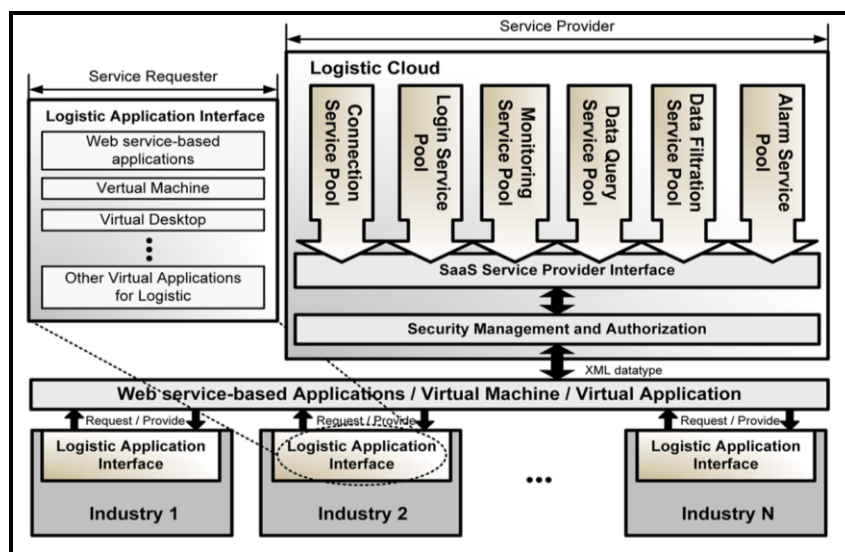 Service Provider
Service Requester
Logistic Cloud
Logistic Application Interface
Web service-based
applications
Vertual Machine
Virtual Desktop
Other Virtual Applications
for Logistic
Connection
Service Pool
Login Service
Pool
Monitoring
Service Pool
Data Query
Service Pool
Data Filtration
Service Pool
Alarm Service
Pool
SaaS Service Provider Interface
Security Management and Authorization
XML datatype
Web service-based Applications / Virtual Machine / Virtual Application
Request / Provide
Request / Provide
Request / Provide
Logistic Application
Interface
Logistic Application
Interface
Logistic Application
Interface
...
Industry 1
Industry 2
Industry N